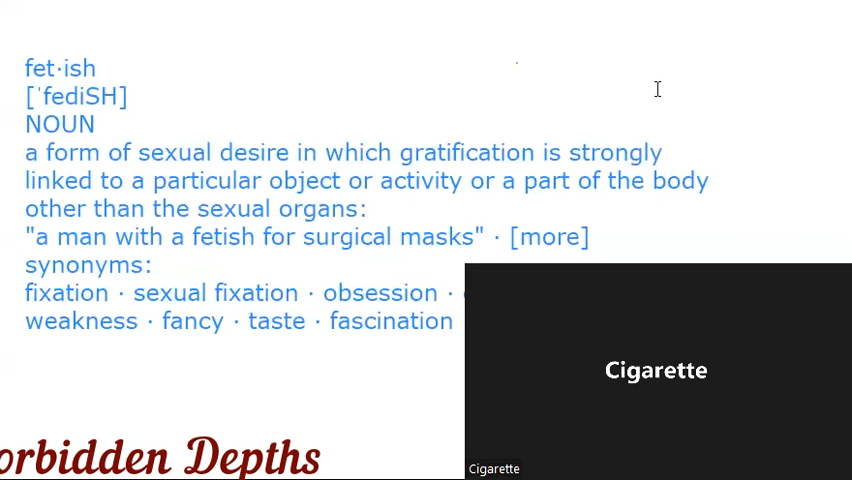 fet·ish
[ˈfediSH]
NOUN
a form of sexual desire in which gratification is strongly
linked to a particular object or activity or a part of the body
other than the sexual organs:
"a man with a fetish for surgical masks" · [more]
synonyms:
fixation · sexual fixation · obsession ·
weakness · fancy · taste · fascination
Cigarette
orbidden Depths
Cigarette